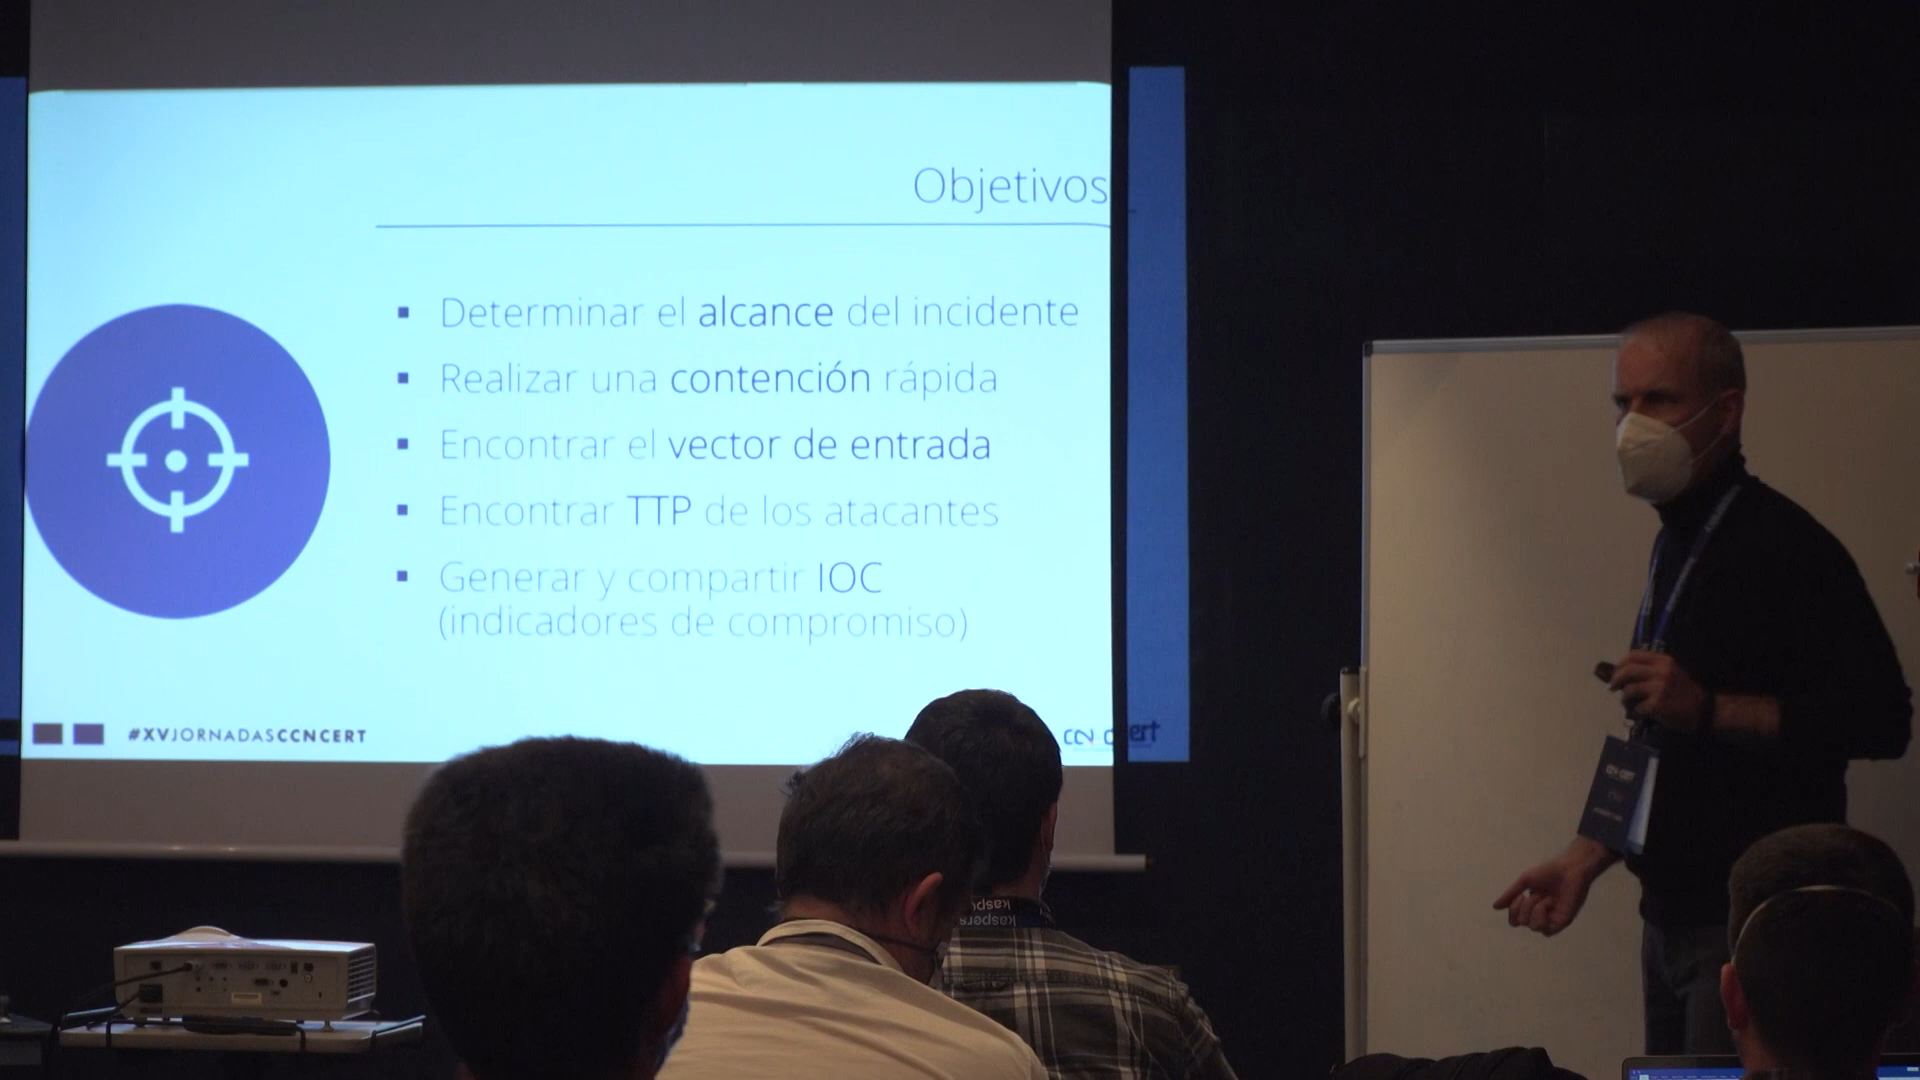 Objetivos
▪ Determinar el alcance del incidente
▪ Realizar una contención rápida
▪ Encontrar el vector de entrada
▪ Encontrar TTP de los atacantes
▪ Generar y compartir IOC
(indicadores de compromiso)
#XVJORNADASCCNCERT
ccn cert
kaspers